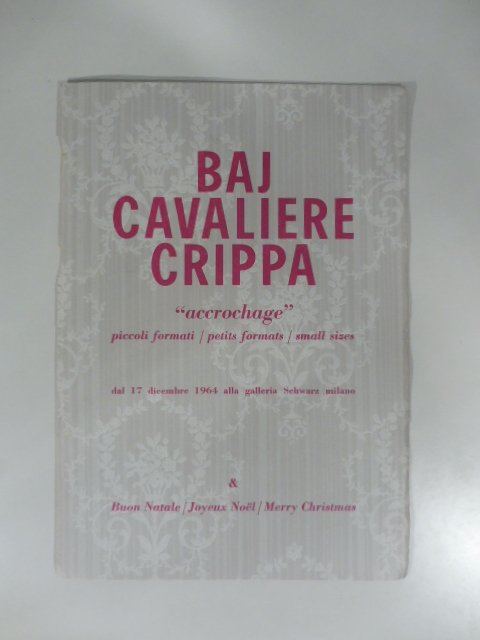 BAJ
CAVALIERE
CRIPPA
“accrochage”
piccoli formati / petits formats / small sizes
dal 17 dicembre 1964 alla galleria Schwarz milano
&
Buon Natale / Joyeux Noël / Merry Christmas